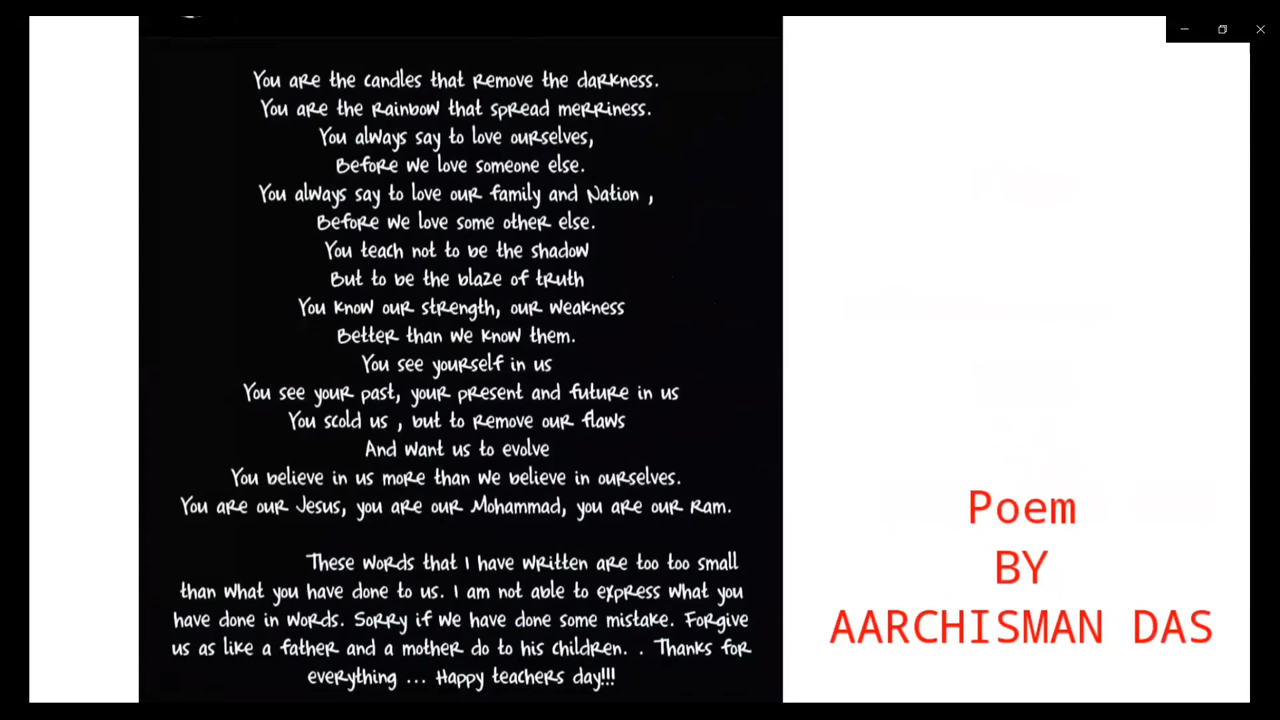 You are the candles that remove the darkness.
You are the rainbow that spread merriness.
You always say to love ourselves,
Before we love someone else.
You always say to love our family and Nation ,
Before we love some other else.
You teach not to be the shadow
But to be the blaze of truth
You know our strength, our weakness
Better than we know them.
You see yourself in us
You see your past, your present and future in us
You scold us , but to remove our flaws
And want us to evolve
You believe in us more than we believe in ourselves.
You are our Jesus, you are our Mohammad, you are our Ram.
These words that I have written are too too small
than what you have done to us. I am not able to express what you
have done in words. Sorry if we have done some mistake. Forgive
us as like a father and a mother do to his children. . Thanks for
everything ... Happy teachers day!!!
Poem
BY
AARCHISMAN DAS